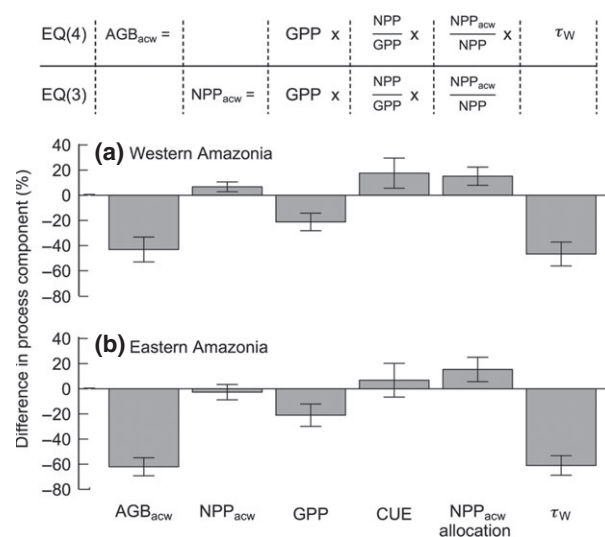 EQ(4) AGBacw = GPP x NPP/GPP x NPPacw/NPP x τW
EQ(3) NPPacw = GPP x NPP/GPP x NPPacw/NPP
Difference in process component (%)
(a) Western Amazonia
40
20
0
−20
−40
−60
−80
(b) Eastern Amazonia
40
20
0
−20
−40
−60
−80
AGBacw NPPacw GPP CUE NPPacw τW
allocation